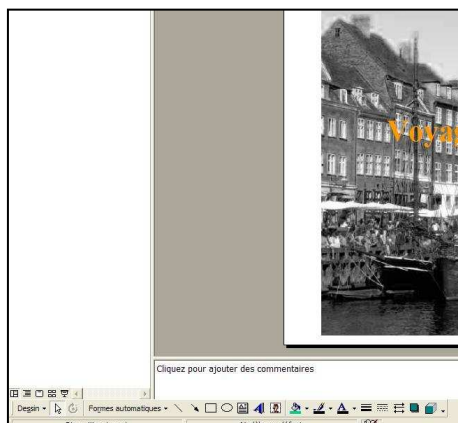 Voyag
Cliquez pour ajouter des commentaires
Dessin
Formes automatiques